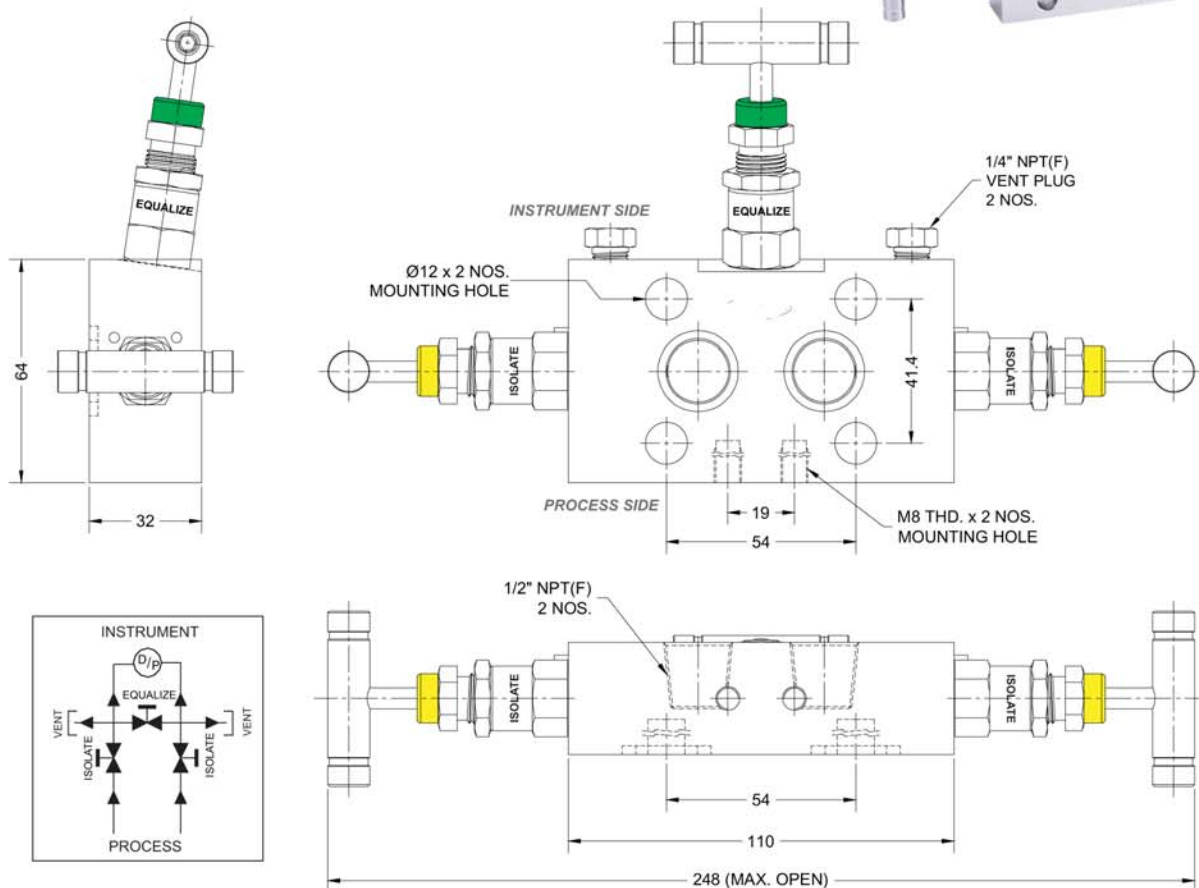 EQUALIZE
64
32
INSTRUMENT SIDE
EQUALIZE
1/4" NPT(F)
VENT PLUG
2 NOS.
Ø12 x 2 NOS.
MOUNTING HOLE
ISOLATE
ISOLATE
41.4
PROCESS SIDE
19
54
M8 THD. x 2 NOS.
MOUNTING HOLE
1/2" NPT(F)
2 NOS.
ISOLATE
ISOLATE
54
110
248 (MAX. OPEN)
INSTRUMENT
D/P
EQUALIZE
VENT
VENT
ISOLATE
ISOLATE
PROCESS